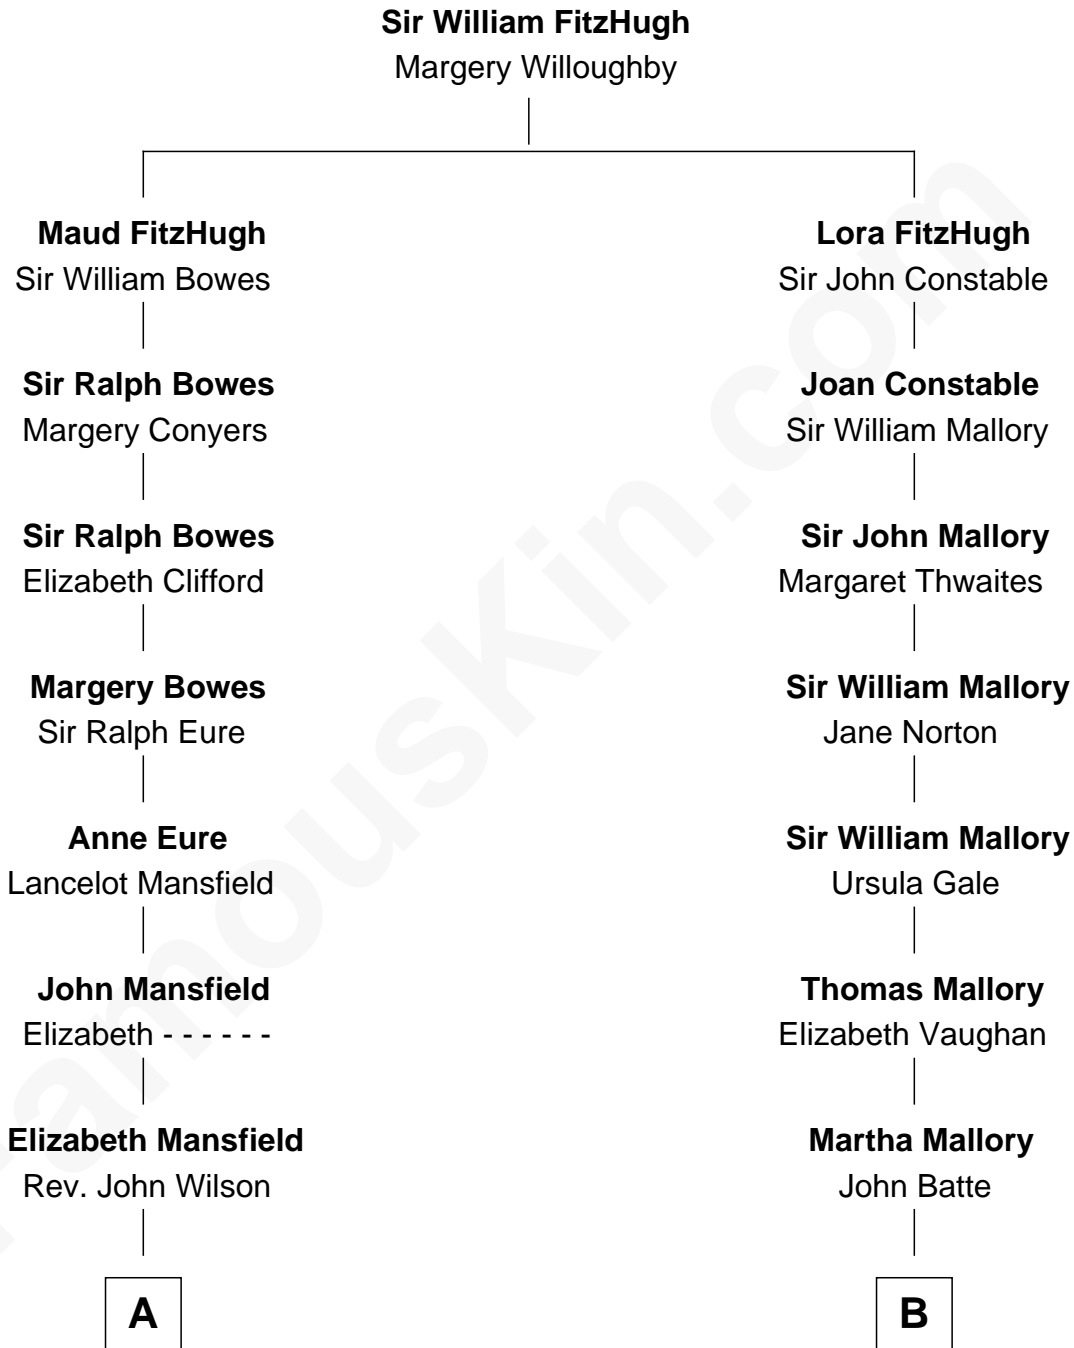 Sir William FitzHugh
Margery Willoughby
Maud FitzHugh
Sir William Bowes
Lora FitzHugh
Sir John Constable
Sir Ralph Bowes
Margery Conyers
Joan Constable
Sir William Mallory
Sir Ralph Bowes
Elizabeth Clifford
Sir John Mallory
Margaret Thwaites
Margery Bowes
Sir Ralph Eure
Sir William Mallory
Jane Norton
Anne Eure
Lancelot Mansfield
Sir William Mallory
Ursula Gale
John Mansfield
Elizabeth - - - - - -
Thomas Mallory
Elizabeth Vaughan
Elizabeth Mansfield
Rev. John Wilson
Martha Mallory
John Batte
A
B
FamousKin.com